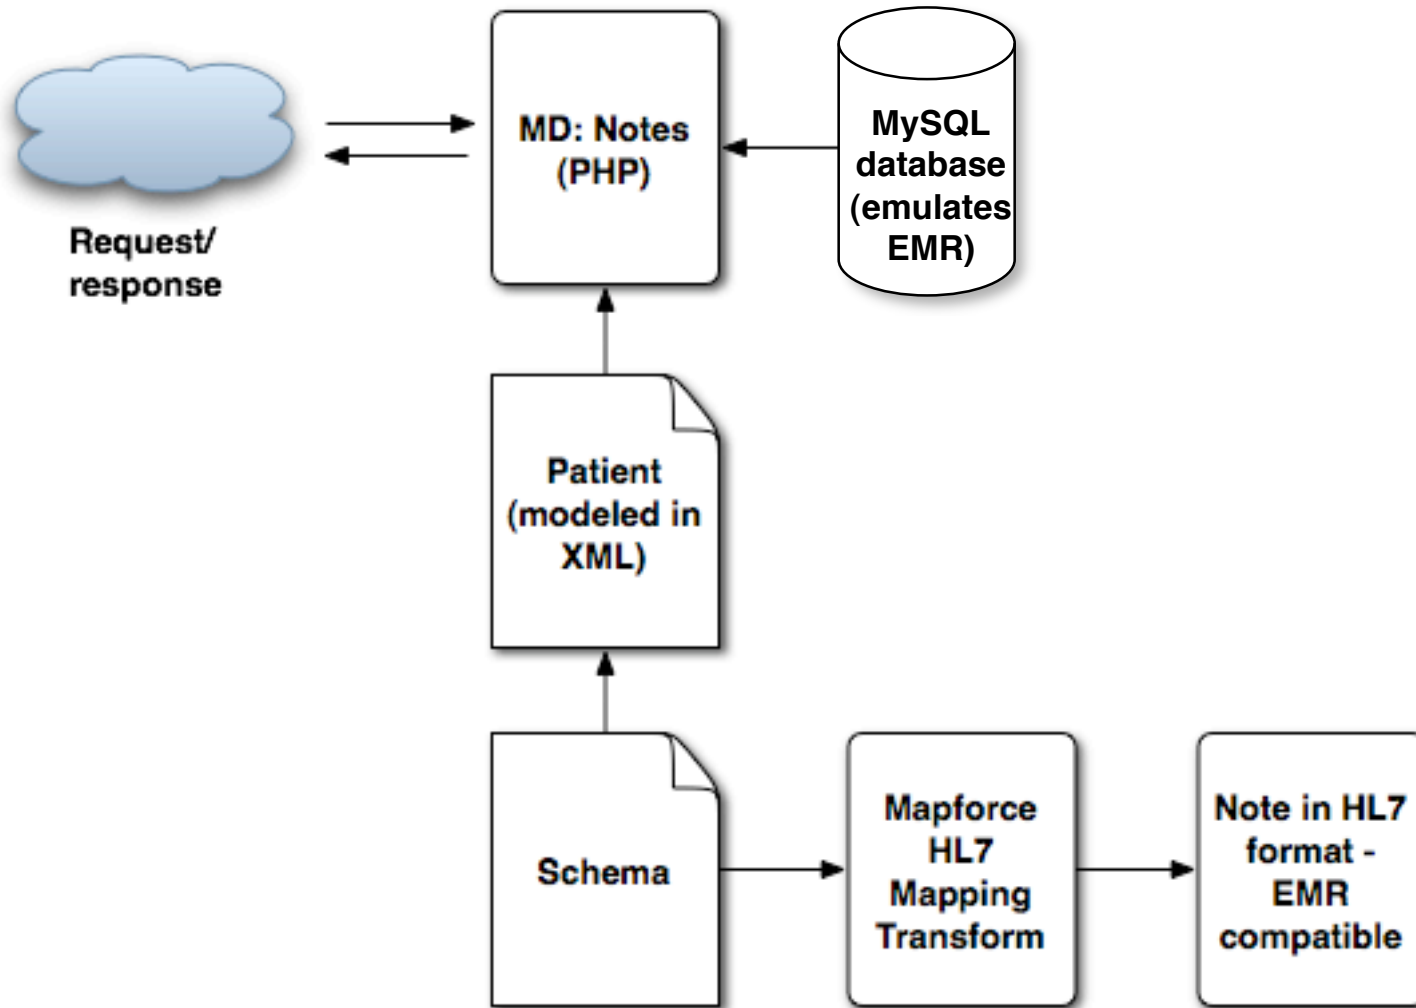 MD: Notes
(PHP)
MySQL
database
(emulates
EMR)
Request/
response
Patient
(modeled in
XML)
Schema
Mapforce
HL7
Mapping
Transform
Note in HL7
format -
EMR
compatible